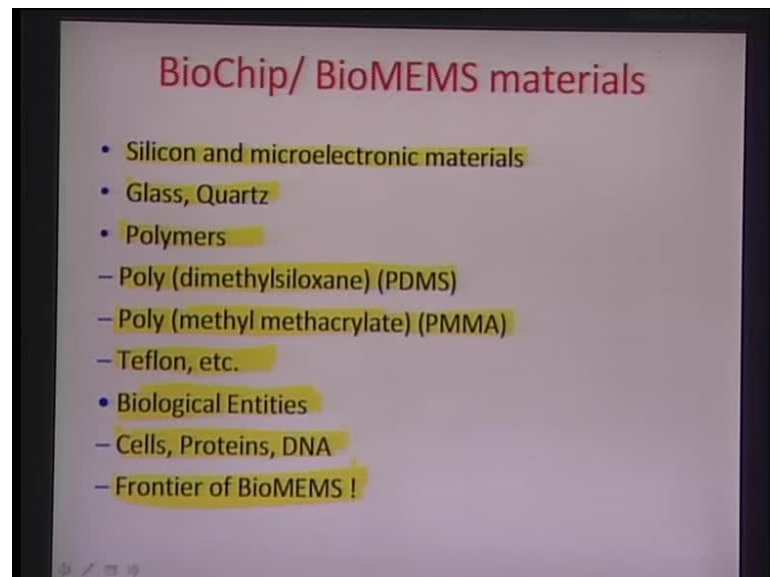 BioChip/ BioMEMS materials
• Silicon and microelectronic materials
• Glass, Quartz
• Polymers
– Poly (dimethylsiloxane) (PDMS)
– Poly (methyl methacrylate) (PMMA)
– Teflon, etc.
• Biological Entities
– Cells, Proteins, DNA
– Frontier of BioMEMS !